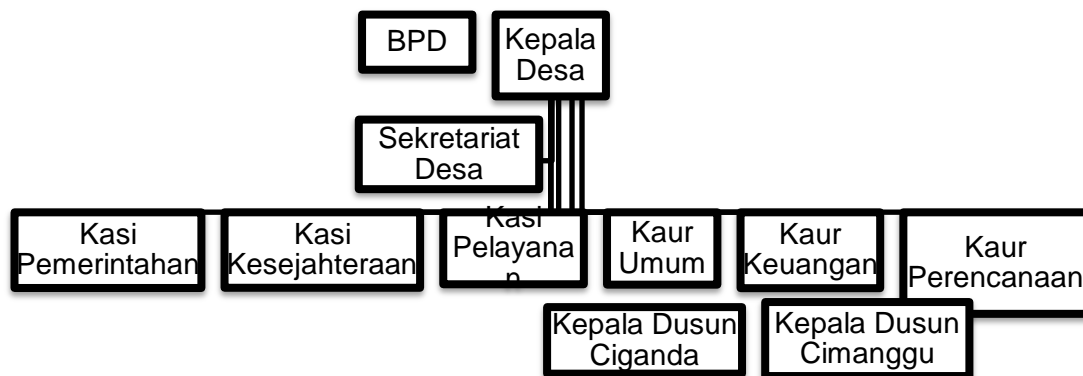 BPD
Kepala
Desa
Sekretariat
Desa
Kasi
Pemerintahan
Kasi
Kesejahteraan
Kasi
Pelayana
n
Kaur
Umum
Kaur
Keuangan
Kaur
Perencanaan
Kepala Dusun
Ciganda
Kepala Dusun
Cimanggu